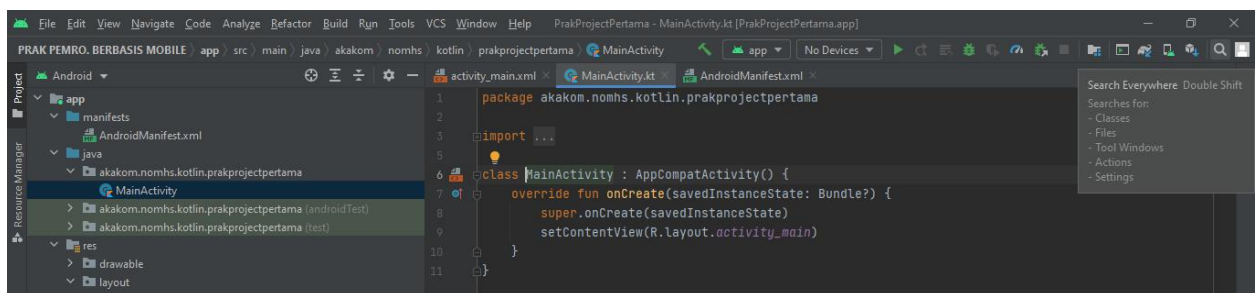 File Edit View Navigate Code Analyze Refactor Build Run Tools VCS Window Help PrakProjectPertama - MainActivity.kt [PrakProjectPertama.app]
PRAK PEMRO. BERBASIS MOBILE app src main java akakom nomhs kotlin prakprojectpertama MainActivity app No Devices
Project
Resource Manager
Android
app
manifests
AndroidManifest.xml
java
akakom.nomhs.kotlin.prakprojectpertama
MainActivity
akakom.nomhs.kotlin.prakprojectpertama (androidTest)
akakom.nomhs.kotlin.prakprojectpertama (test)
res
drawable
layout
activity_main.xml MainActivity.kt AndroidManifest.xml
1 package akakom.nomhs.kotlin.prakprojectpertama
2
3 import ...
5
6 class MainActivity : AppCompatActivity() {
7 override fun onCreate(savedInstanceState: Bundle?) {
8 super.onCreate(savedInstanceState)
9 setContentView(R.layout.activity_main)
10 }
11 }
Search Everywhere Double Shift
Searches for:
- Classes
- Files
- Tool Windows
- Actions
- Settings